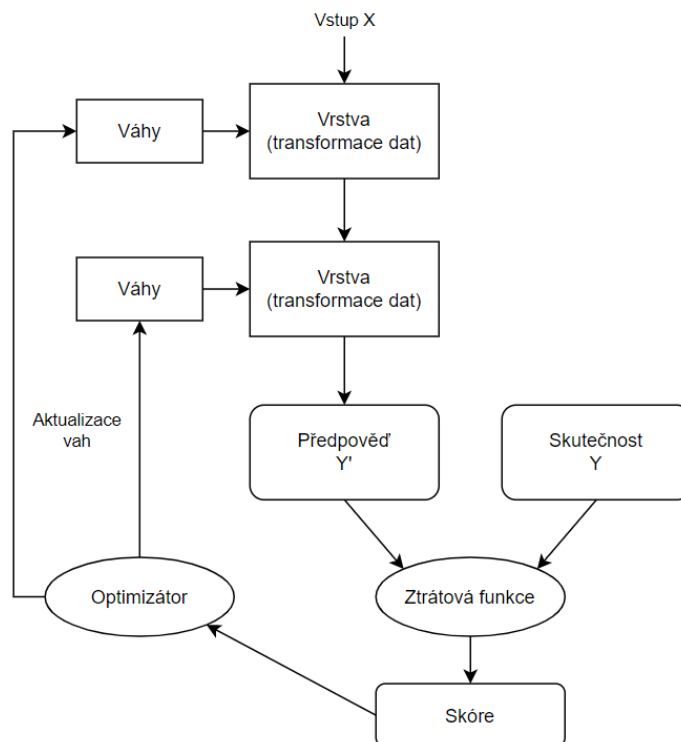 Vstup X
Váhy
Vrstva
(transformace dat)
Váhy
Vrstva
(transformace dat)
Aktualizace
vah
Předpověď
Y'
Skutečnost
Y
Optimizátor
Ztrátová funkce
Skóre